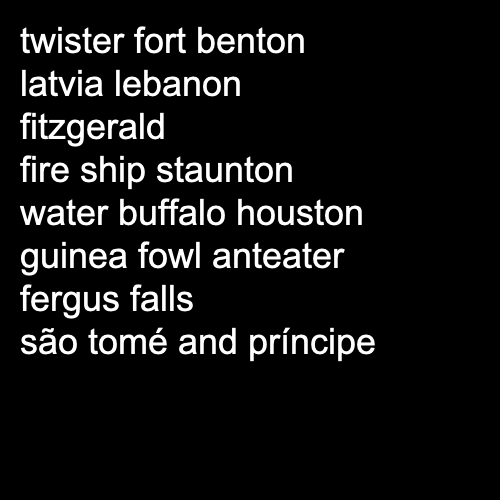 twister fort benton
latvia lebanon
fitzgerald
fire ship staunton
water buffalo houston
guinea fowl anteater
fergus falls
são tomé and príncipe